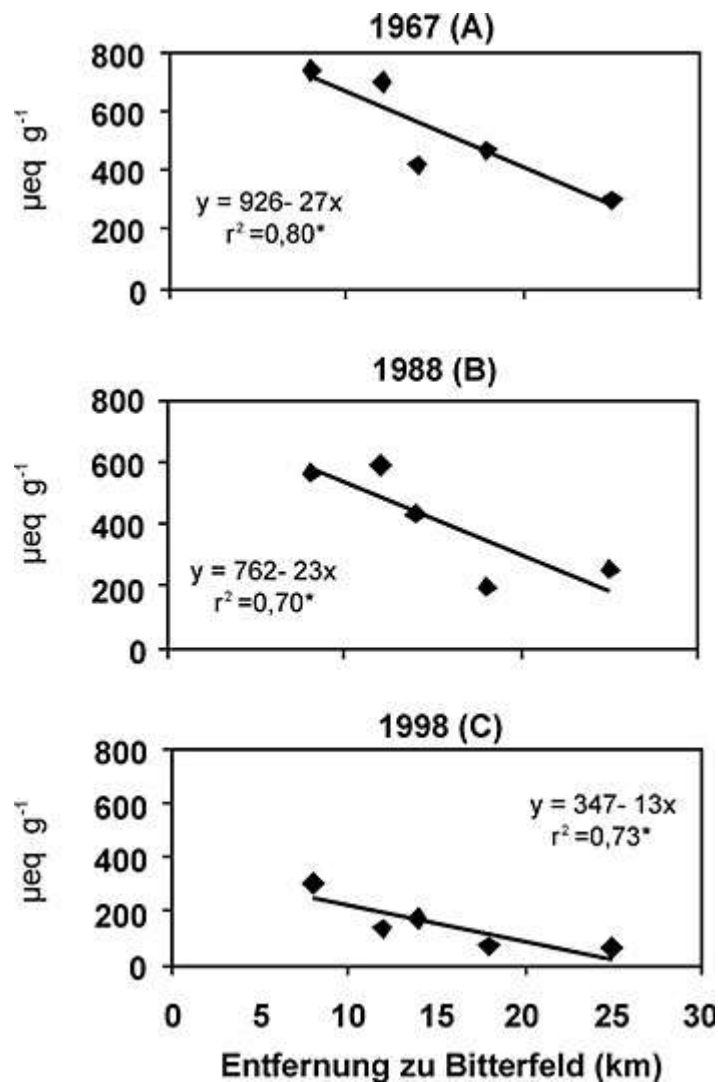 1967 (A)
800
600
400
200
0
µeq g⁻¹
y = 926- 27x
r² =0,80*
1988 (B)
800
600
400
200
0
µeq g⁻¹
y = 762- 23x
r² =0,70*
1998 (C)
800
600
400
200
0
µeq g⁻¹
y = 347- 13x
r² =0,73*
0 5 10 15 20 25 30
Entfernung zu Bitterfeld (km)